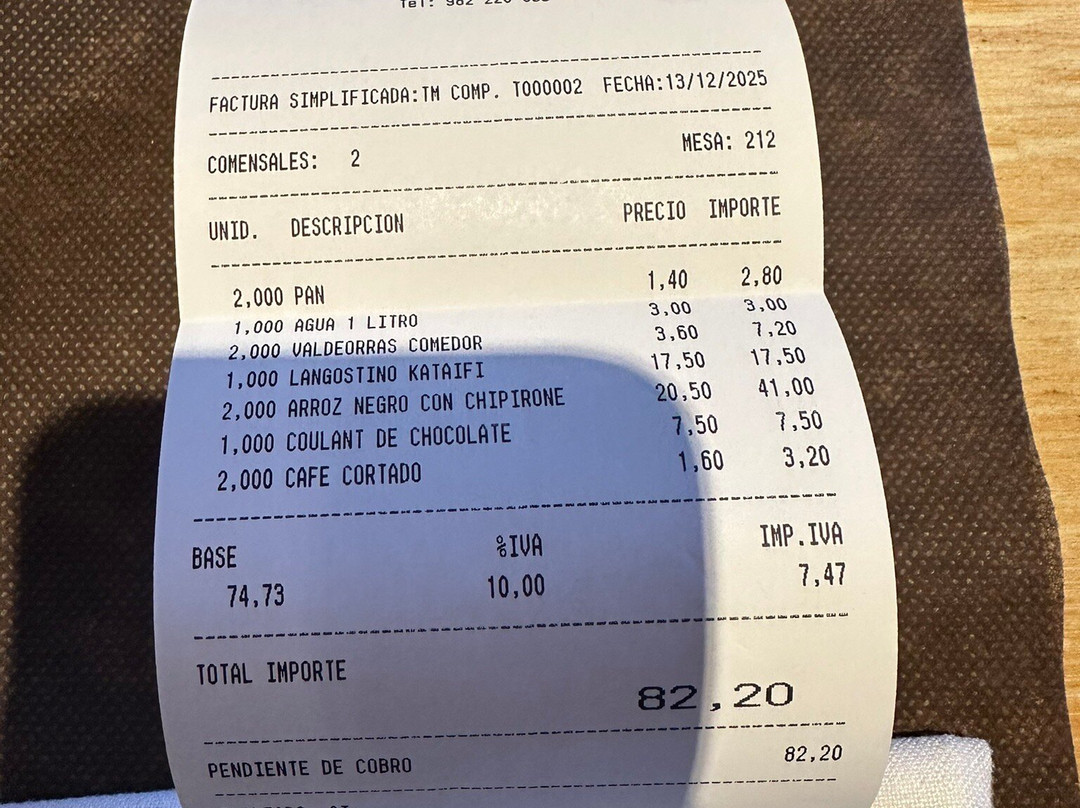 Tel: 982 220
FACTURA SIMPLIFICADA:TM COMP. T000002 FECHA:13/12/2025
COMENSALES: 2 MESA: 212
UNID. DESCRIPCION PRECIO IMPORTE
2,000 PAN 1,40 2,80
1,000 AGUA 1 LITRO 3,00 3,00
2,000 VALDEORRAS COMEDOR 3,60 7,20
1,000 LANGOSTINO KATAIFI 17,50 17,50
2,000 ARROZ NEGRO CON CHIPIRONE 20,50 41,00
1,000 COULANT DE CHOCOLATE 7,50 7,50
2,000 CAFE CORTADO 1,60 3,20
BASE %IVA IMP.IVA
74,73 10,00 7,47
TOTAL IMPORTE 82,20
PENDIENTE DE COBRO 82,20